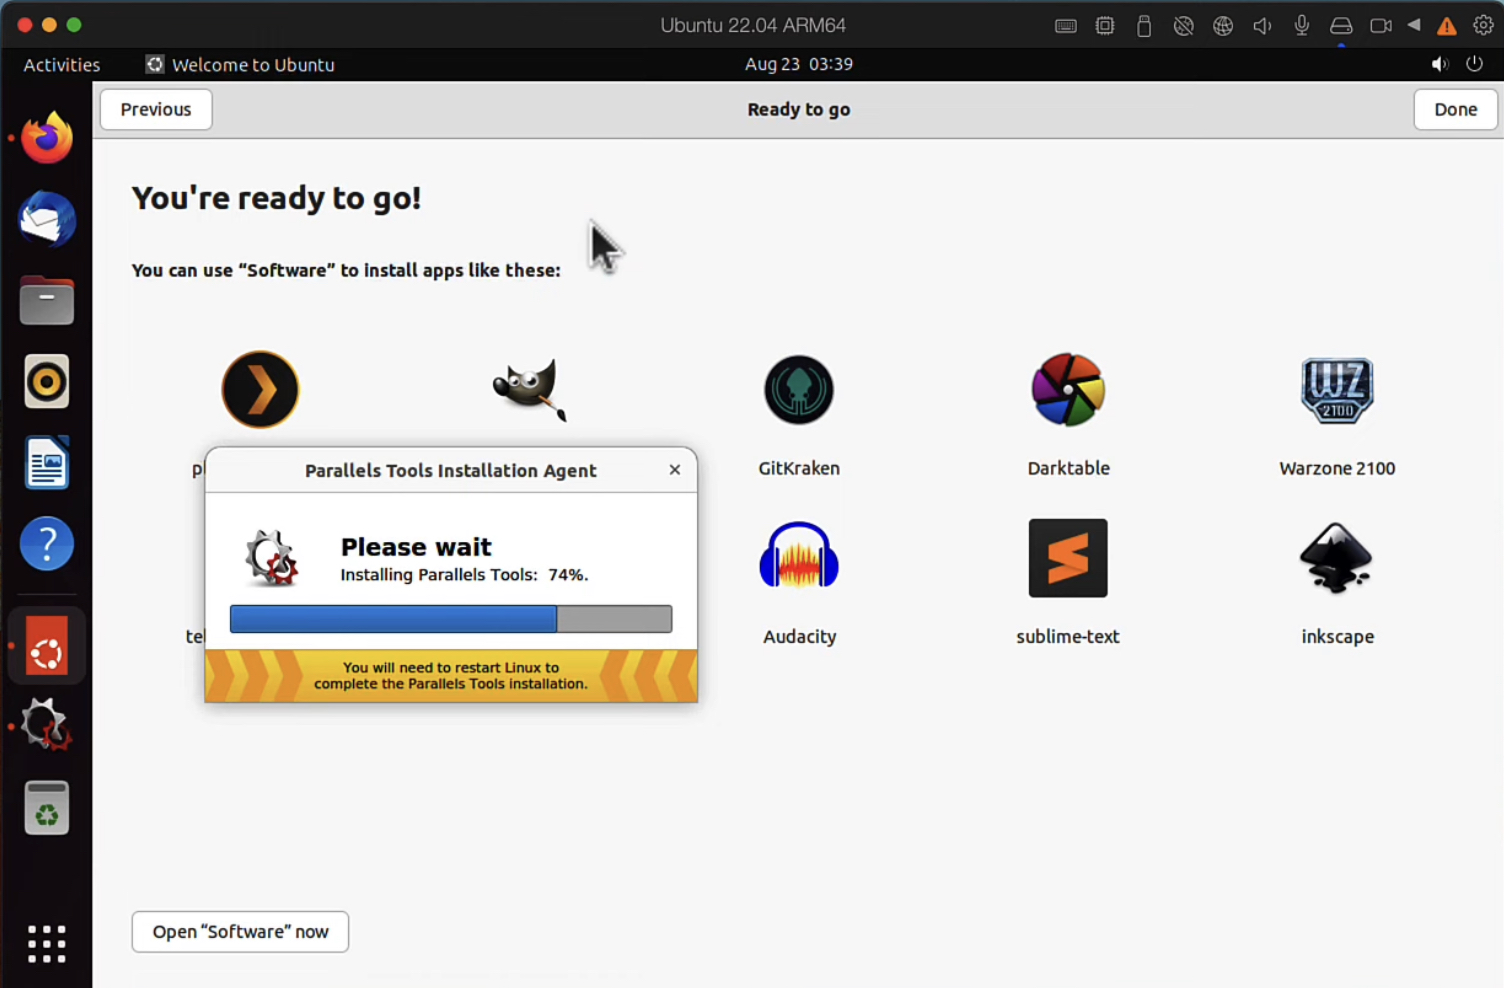 Ubuntu 22.04 ARM64
Activities
Welcome to Ubuntu
Aug 23 03:39
Previous
Ready to go
Done
You're ready to go!
You can use “Software” to install apps like these:
WZ
2100
GitKraken
Darktable
Warzone 2100
Parallels Tools Installation Agent
Please wait
Installing Parallels Tools: 74%.
You will need to restart Linux to
complete the Parallels Tools installation.
Audacity
sublime-text
inkscape
Open “Software” now